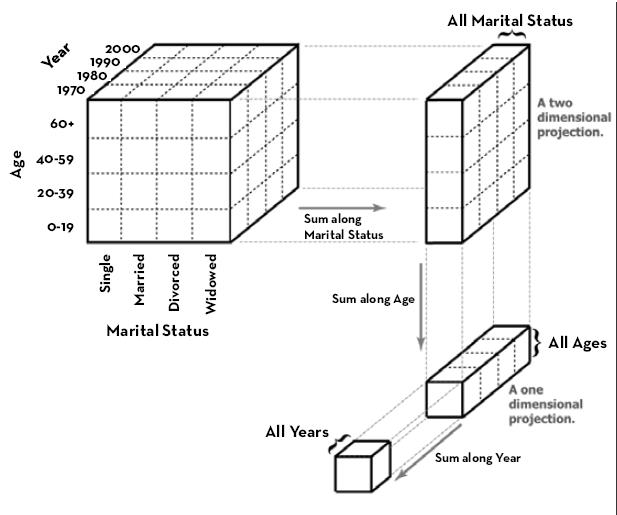 All Marital Status
Year
2000
1990
1980
1970
A two
dimensional
projection.
Age
60+
40-59
20-39
0-19
Sum along
Marital Status
Single
Married
Divorced
Widowed
Marital Status
Sum along Age
All Ages
A one
dimensional
projection.
All Years
Sum along Year